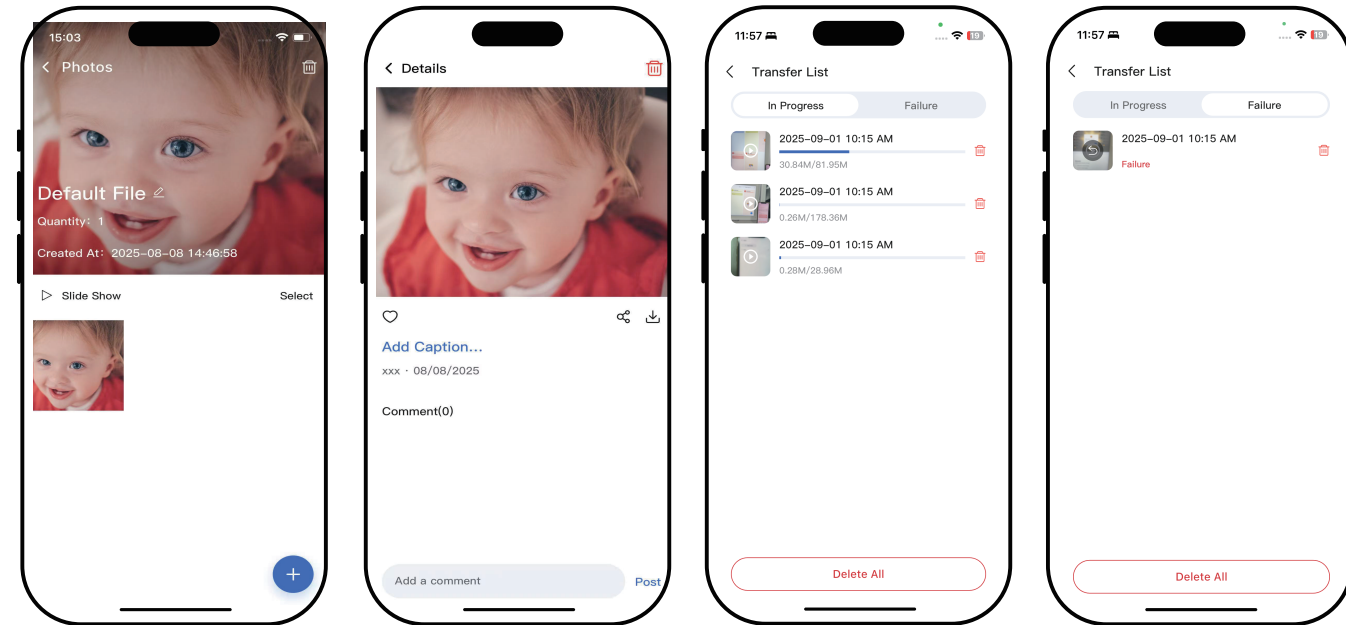 15:03
Photos
Default File
Quantity: 1
Created At: 2025-08-08 14:46:58
Slide Show
Select
Details
Add Caption...
xxx · 08/08/2025
Comment(0)
Add a comment
Post
11:57
19
Transfer List
In Progress
Failure
2025-09-01 10:15 AM
30.84M/81.95M
2025-09-01 10:15 AM
0.26M/178.36M
2025-09-01 10:15 AM
0.28M/28.96M
Delete All
11:57
19
Transfer List
In Progress
Failure
2025-09-01 10:15 AM
Failure
Delete All